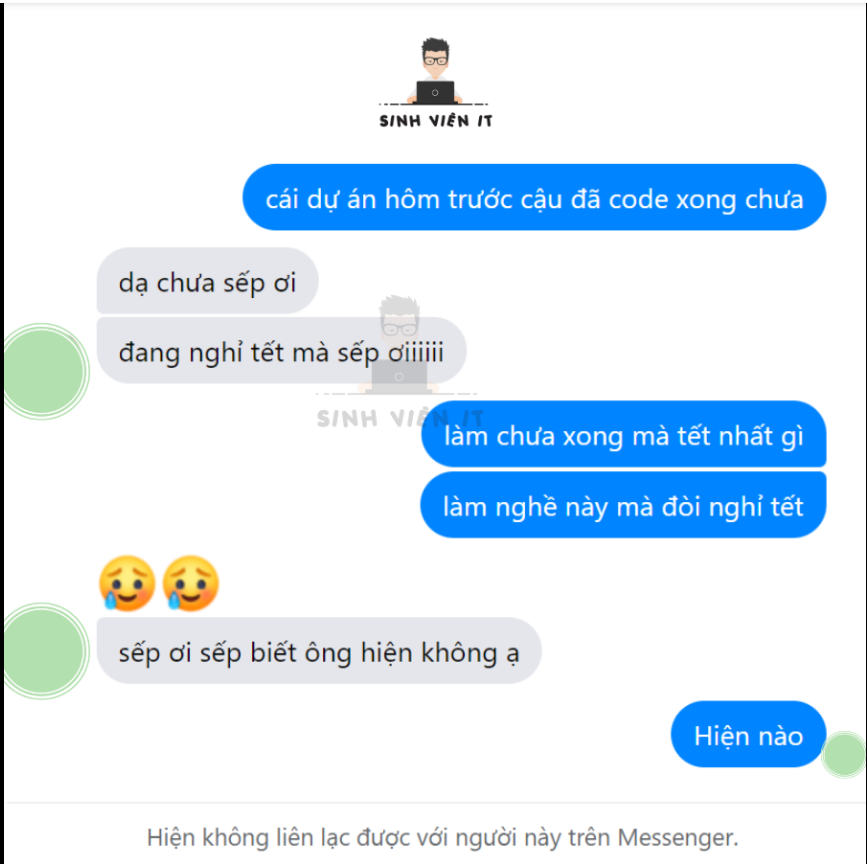 SINH VIÊN IT
cái dự án hôm trước cậu đã code xong chưa
dạ chưa sếp ơi
đang nghỉ tết mà sếp ơiiiiii
SINH VIÊN IT
làm chưa xong mà tết nhất gì
làm nghề này mà đòi nghỉ tết
sếp ơi sếp biết ông hiện không ạ
Hiện nào
Hiện không liên lạc được với người này trên Messenger.